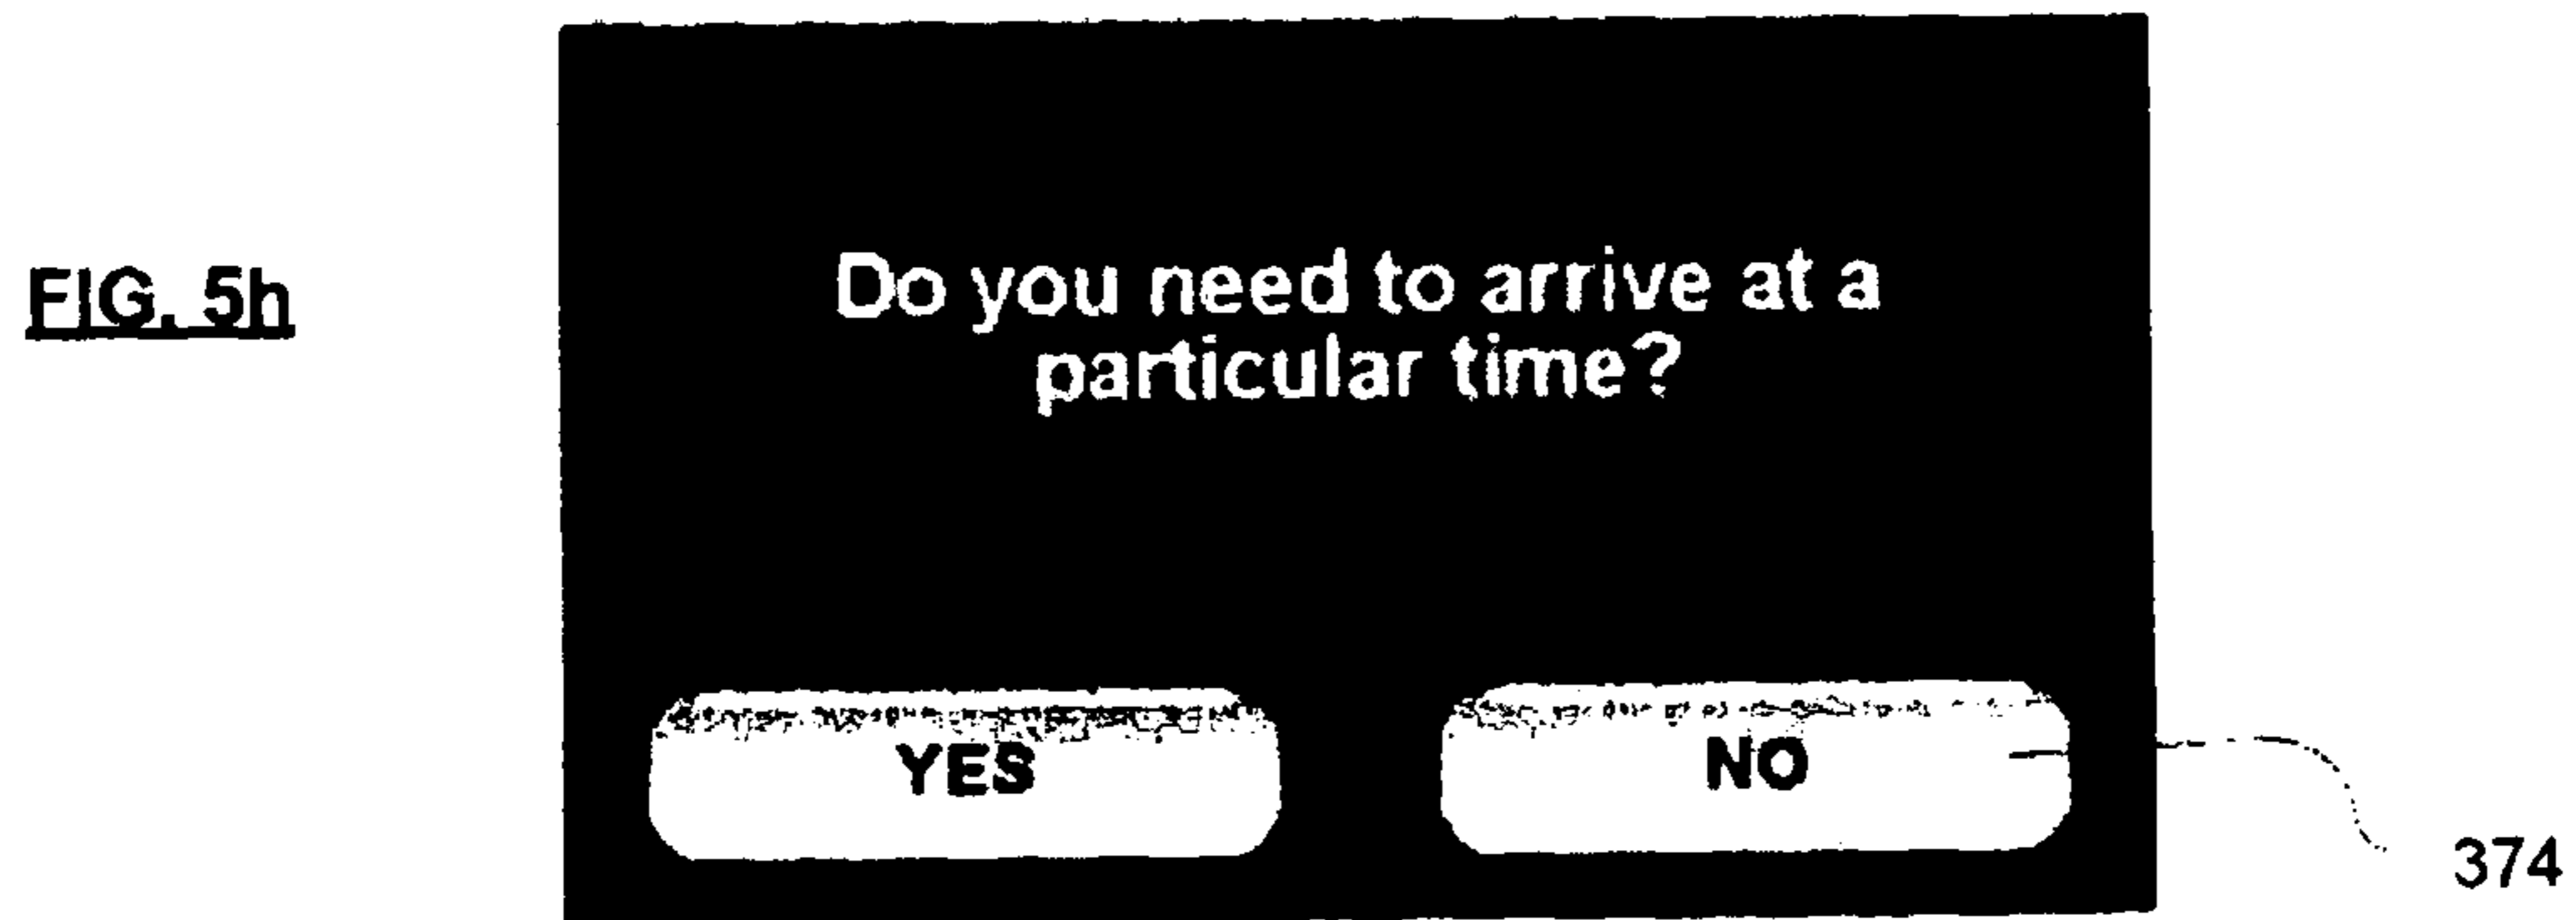 FIG. 5h
Do you need to arrive at a
particular time?
YES
NO
374